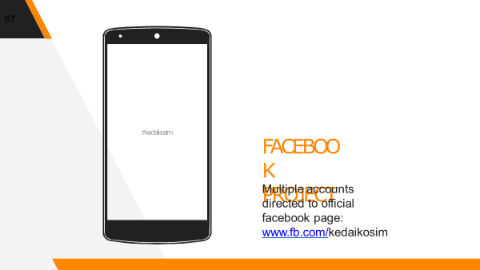 67
#kedaikosim
FACEBOO
K
PROJECT
Multiple accounts
directed to official
facebook page:
www.fb.com/kedaikosim